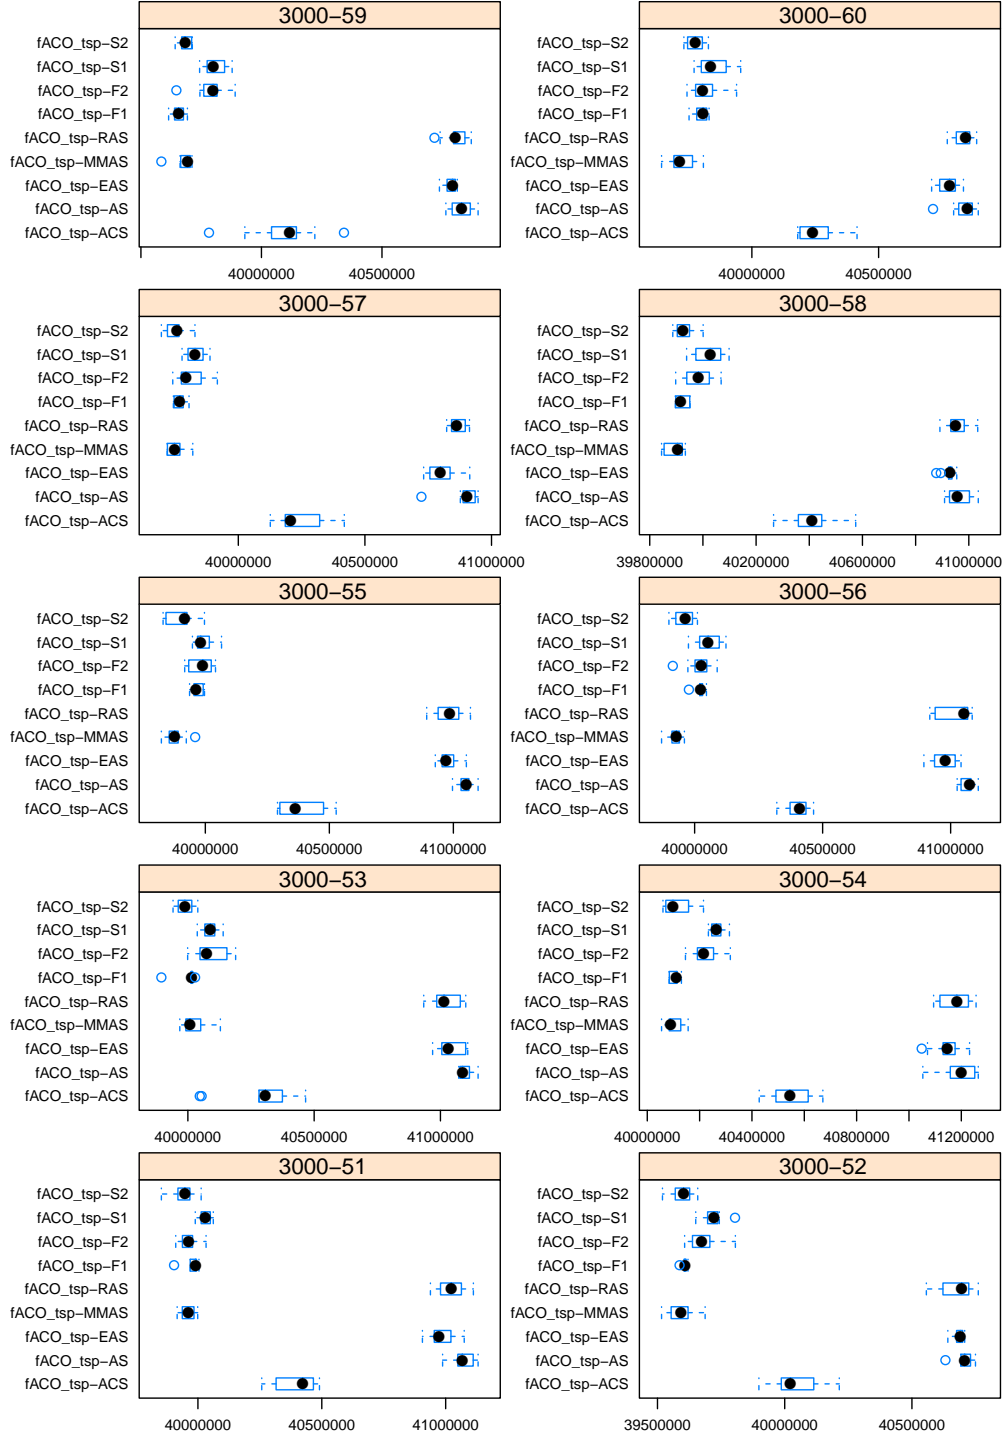 3000−59
fACO_tsp−S2
fACO_tsp−S1
fACO_tsp−F2
fACO_tsp−F1
fACO_tsp−RAS
fACO_tsp−MMAS
fACO_tsp−EAS
fACO_tsp−AS
fACO_tsp−ACS
40000000 40500000
3000−60
fACO_tsp−S2
fACO_tsp−S1
fACO_tsp−F2
fACO_tsp−F1
fACO_tsp−RAS
fACO_tsp−MMAS
fACO_tsp−EAS
fACO_tsp−AS
fACO_tsp−ACS
40000000 40500000
3000−57
fACO_tsp−S2
fACO_tsp−S1
fACO_tsp−F2
fACO_tsp−F1
fACO_tsp−RAS
fACO_tsp−MMAS
fACO_tsp−EAS
fACO_tsp−AS
fACO_tsp−ACS
40000000 40500000 41000000
3000−58
fACO_tsp−S2
fACO_tsp−S1
fACO_tsp−F2
fACO_tsp−F1
fACO_tsp−RAS
fACO_tsp−MMAS
fACO_tsp−EAS
fACO_tsp−AS
fACO_tsp−ACS
39800000 40200000 40600000 41000000
3000−55
fACO_tsp−S2
fACO_tsp−S1
fACO_tsp−F2
fACO_tsp−F1
fACO_tsp−RAS
fACO_tsp−MMAS
fACO_tsp−EAS
fACO_tsp−AS
fACO_tsp−ACS
40000000 40500000 41000000
3000−56
fACO_tsp−S2
fACO_tsp−S1
fACO_tsp−F2
fACO_tsp−F1
fACO_tsp−RAS
fACO_tsp−MMAS
fACO_tsp−EAS
fACO_tsp−AS
fACO_tsp−ACS
40000000 40500000 41000000
3000−53
fACO_tsp−S2
fACO_tsp−S1
fACO_tsp−F2
fACO_tsp−F1
fACO_tsp−RAS
fACO_tsp−MMAS
fACO_tsp−EAS
fACO_tsp−AS
fACO_tsp−ACS
40000000 40500000 41000000
3000−54
fACO_tsp−S2
fACO_tsp−S1
fACO_tsp−F2
fACO_tsp−F1
fACO_tsp−RAS
fACO_tsp−MMAS
fACO_tsp−EAS
fACO_tsp−AS
fACO_tsp−ACS
40000000 40400000 40800000 41200000
3000−51
fACO_tsp−S2
fACO_tsp−S1
fACO_tsp−F2
fACO_tsp−F1
fACO_tsp−RAS
fACO_tsp−MMAS
fACO_tsp−EAS
fACO_tsp−AS
fACO_tsp−ACS
40000000 40500000 41000000
3000−52
fACO_tsp−S2
fACO_tsp−S1
fACO_tsp−F2
fACO_tsp−F1
fACO_tsp−RAS
fACO_tsp−MMAS
fACO_tsp−EAS
fACO_tsp−AS
fACO_tsp−ACS
39500000 40000000 40500000